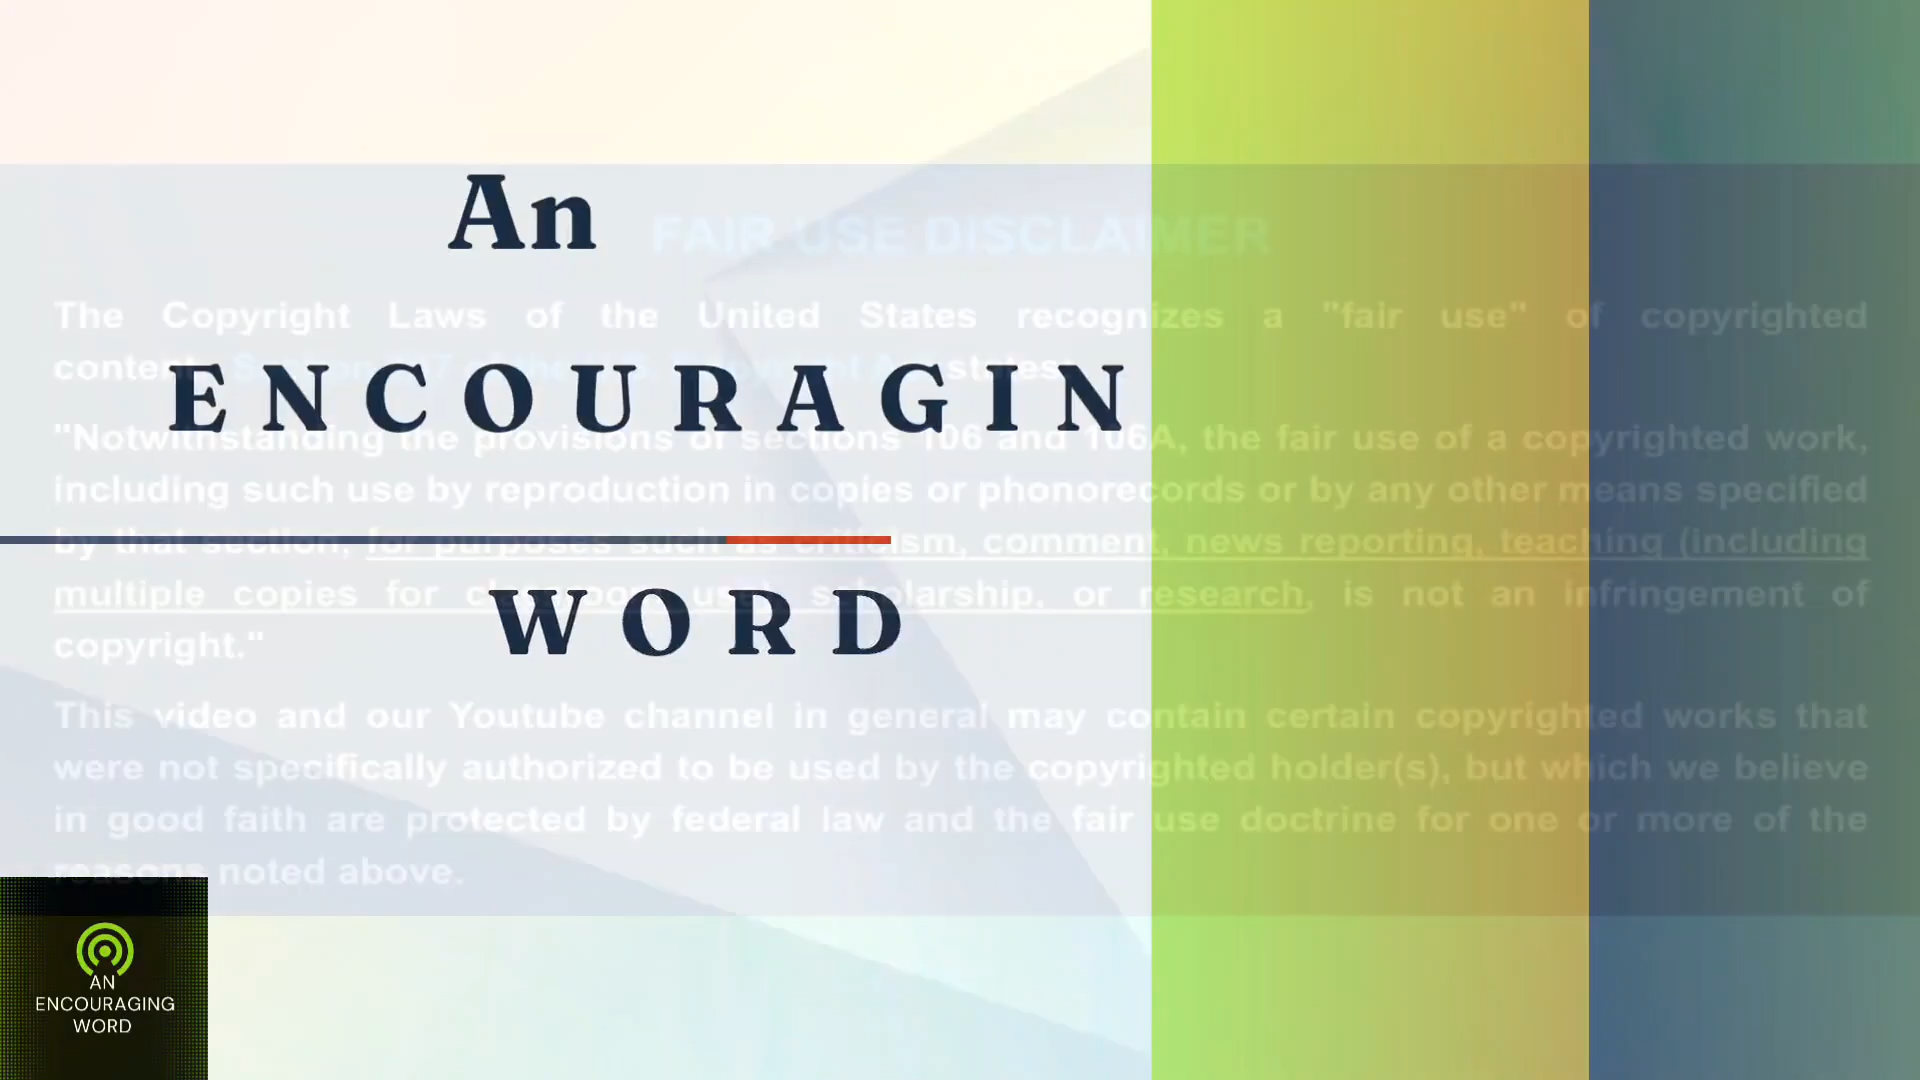 An
FAIR USE DISCLAIMER
The Copyright Laws of the United States recognizes a "fair use" of copyrighted
ENCOURAGIN
"Notwithstanding the provisions of sections 106 and 106A, the fair use of a copyrighted work,
including such use by reproduction in copies or phonorecords or by any other means specified
by that section, for purposes such as criticism, comment, news reporting, teaching (including
multiple copies for classroom use), scholarship, or research, is not an infringement of
WORD
copyright."
This video and our Youtube channel in general may contain certain copyrighted works that
were not specifically authorized to be used by the copyrighted holder(s), but which we believe
in good faith are protected by federal law and the fair use doctrine for one or more of the
reasons noted above.
AN
ENCOURAGING
WORD